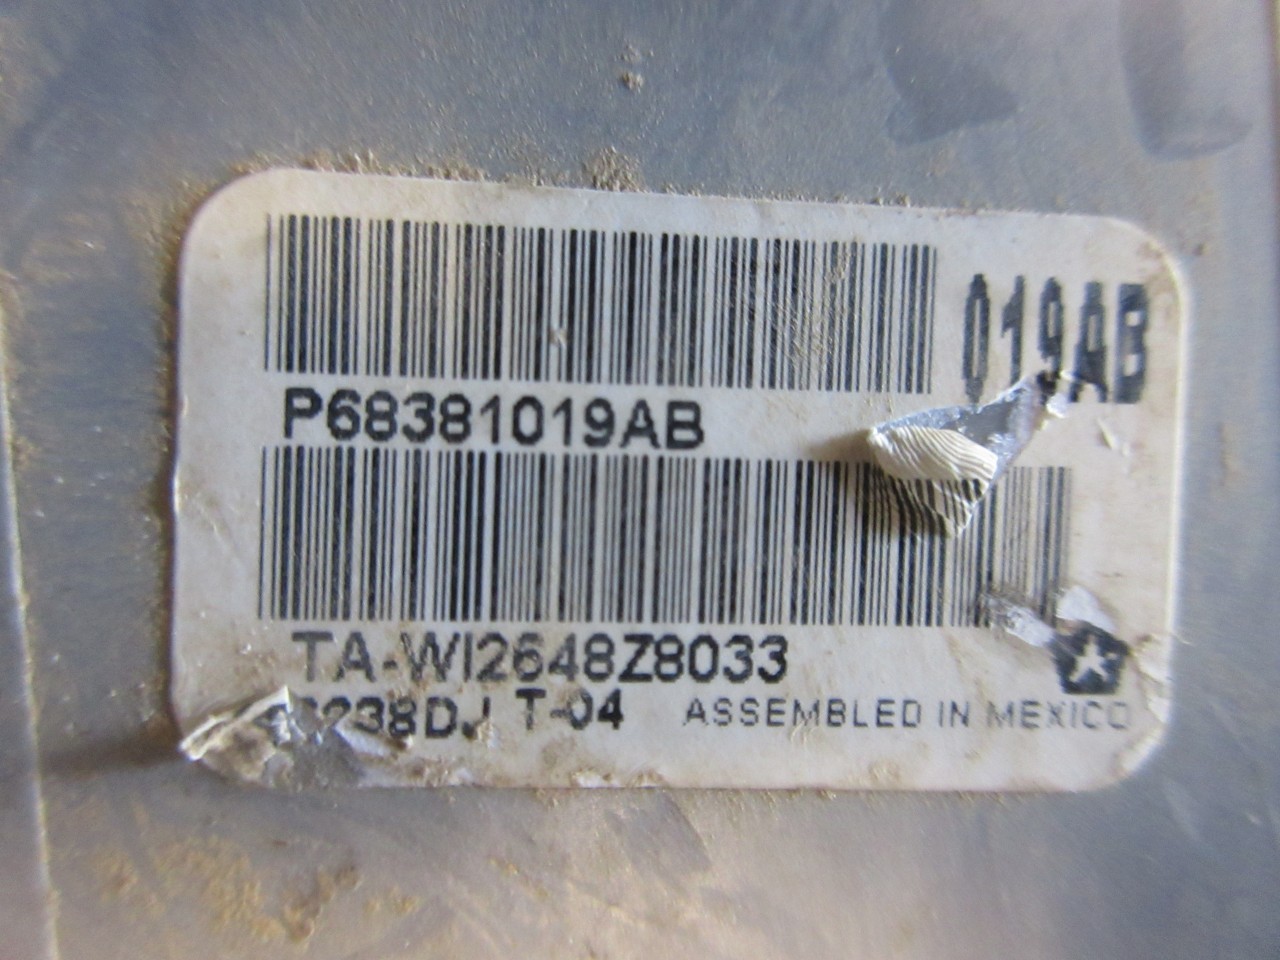 019AB
P68381019AB
TA-WI2648Z8033
T-04 ASSEMBLED IN MEXICO